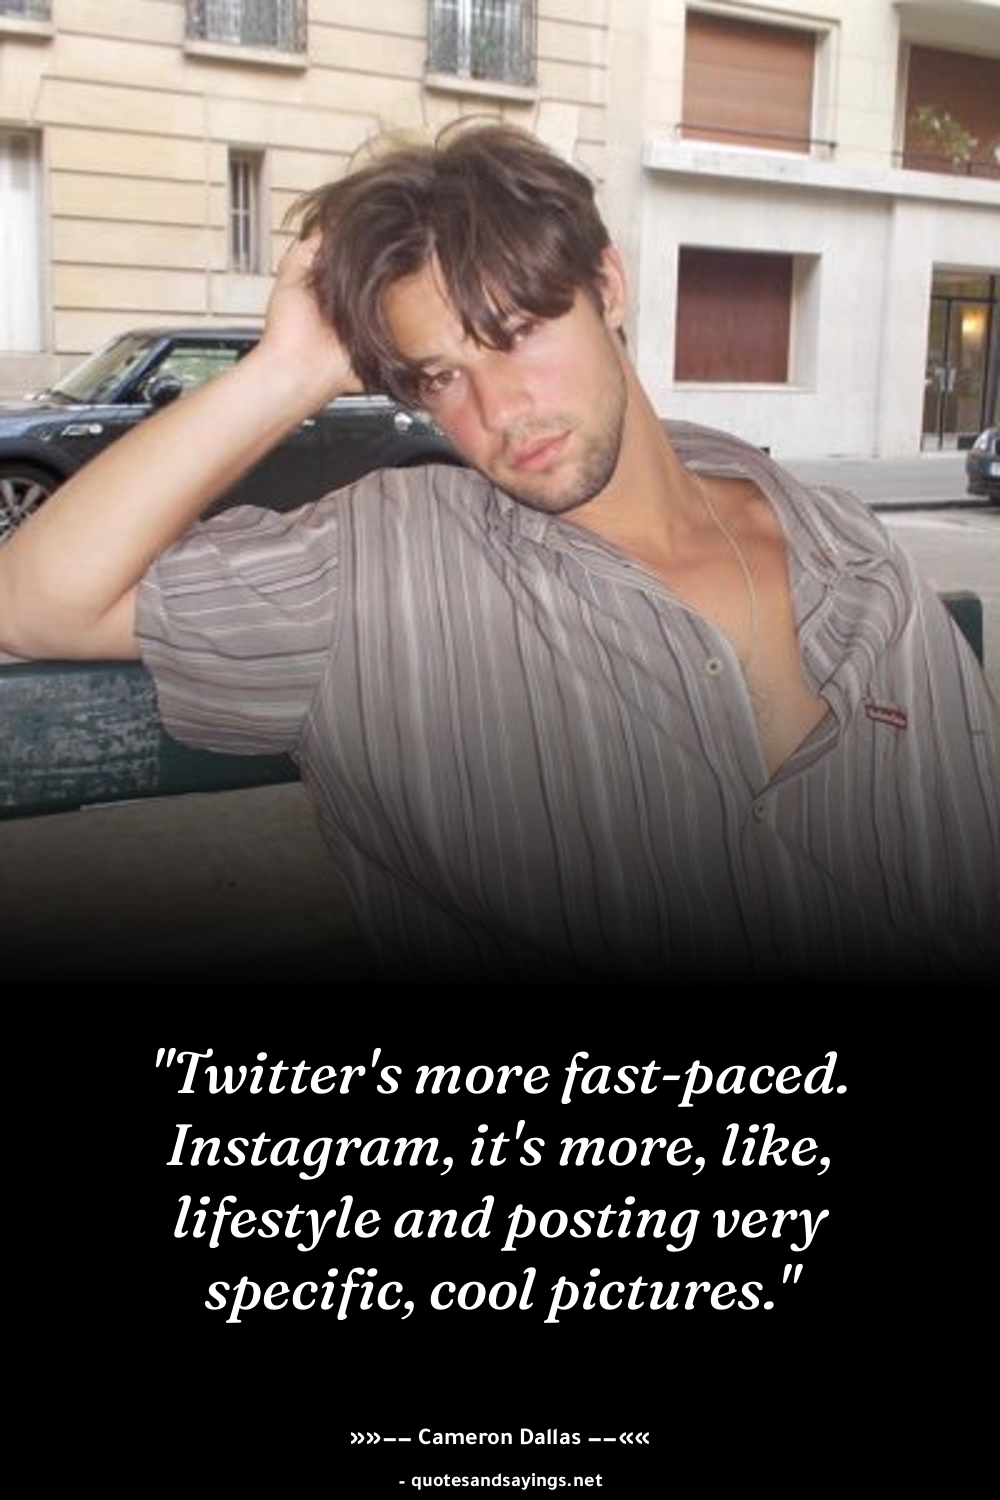 "Twitter's more fast-paced.
Instagram, it's more, like,
lifestyle and posting very
specific, cool pictures."
»»–– Cameron Dallas ––««
- quotesandsayings.net